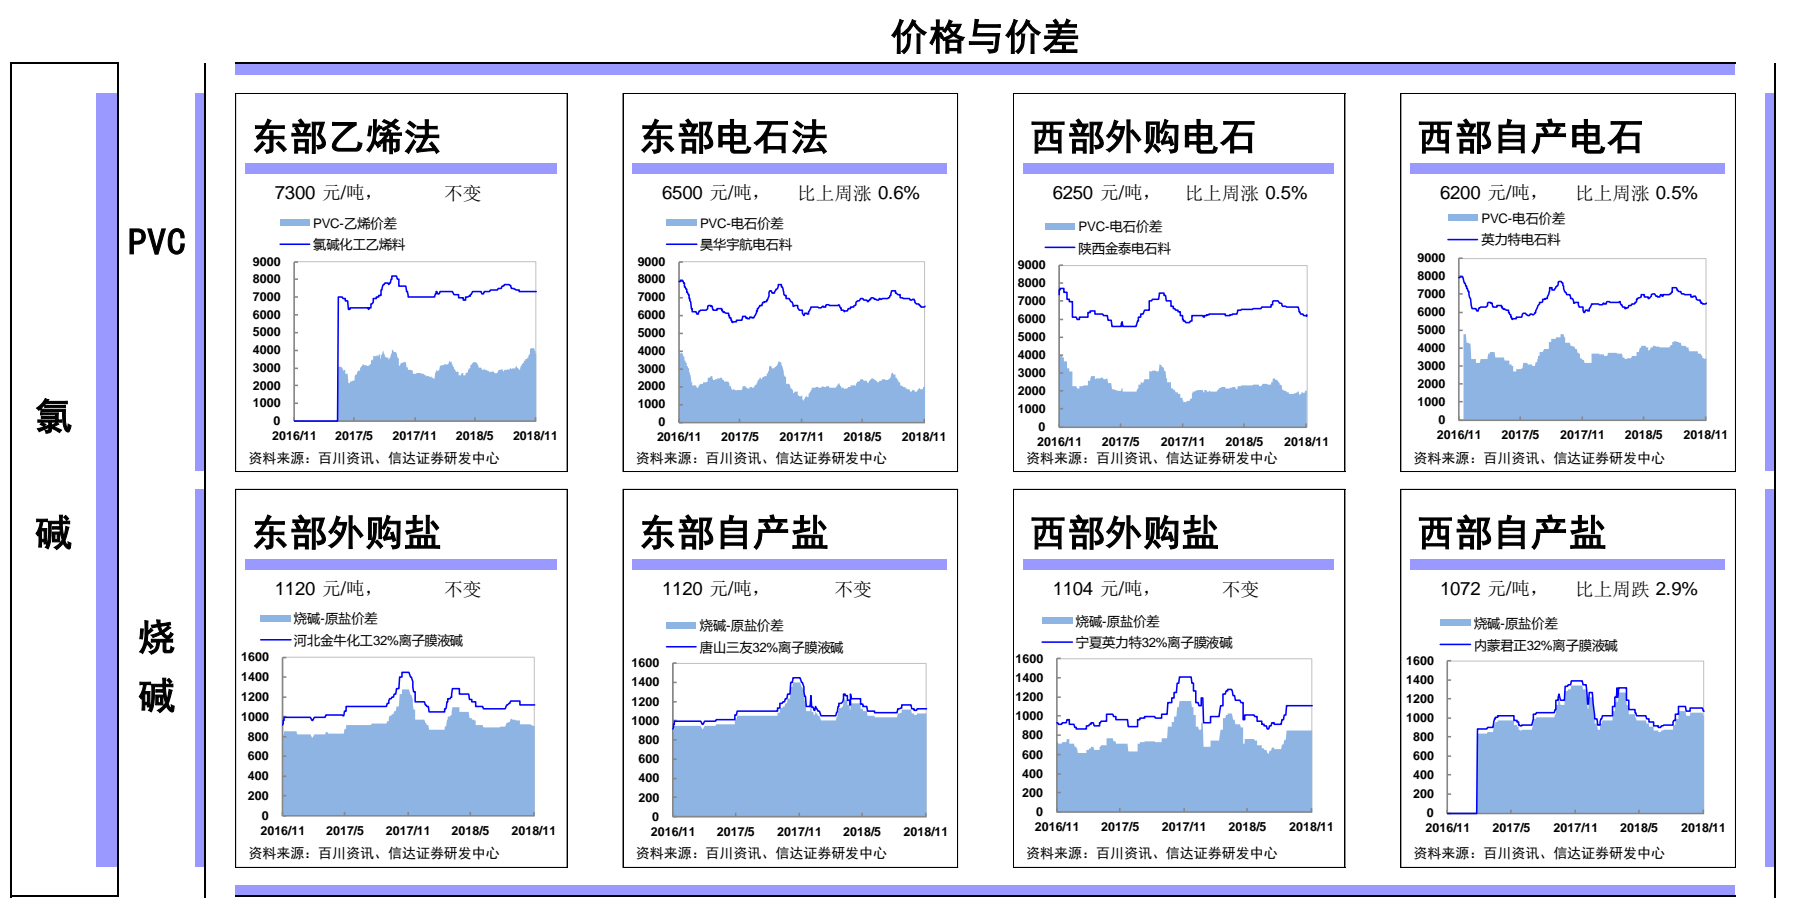 价格与价差
氯
碱
PVC
东部乙烯法
7300 元/吨， 不变
PVC-乙烯价差
氯碱化工乙烯料
9000
8000
7000
6000
5000
4000
3000
2000
1000
0
2016/11 2017/5 2017/11 2018/5 2018/11
资料来源：百川资讯、信达证券研发中心
东部电石法
6500 元/吨， 比上周涨 0.6%
PVC-电石价差
昊华宇航电石料
9000
8000
7000
6000
5000
4000
3000
2000
1000
0
2016/11 2017/5 2017/11 2018/5 2018/11
资料来源：百川资讯、信达证券研发中心
西部外购电石
6250 元/吨， 比上周涨 0.5%
PVC-电石价差
陕西金泰电石料
9000
8000
7000
6000
5000
4000
3000
2000
1000
0
2016/11 2017/5 2017/11 2018/5 2018/11
资料来源：百川资讯、信达证券研发中心
西部自产电石
6200 元/吨， 比上周涨 0.5%
PVC-电石价差
英力特电石料
9000
8000
7000
6000
5000
4000
3000
2000
1000
0
2016/11 2017/5 2017/11 2018/5 2018/11
资料来源：百川资讯、信达证券研发中心
烧
碱
东部外购盐
1120 元/吨， 不变
烧碱-原盐价差
河北金牛化工32%离子膜液碱
1600
1400
1200
1000
800
600
400
200
0
2016/11 2017/5 2017/11 2018/5 2018/11
资料来源：百川资讯、信达证券研发中心
东部自产盐
1120 元/吨， 不变
烧碱-原盐价差
唐山三友32%离子膜液碱
1600
1400
1200
1000
800
600
400
200
0
2016/11 2017/5 2017/11 2018/5 2018/11
资料来源：百川资讯、信达证券研发中心
西部外购盐
1104 元/吨， 不变
烧碱-原盐价差
宁夏英力特32%离子膜液碱
1600
1400
1200
1000
800
600
400
200
0
2016/11 2017/5 2017/11 2018/5 2018/11
资料来源：百川资讯、信达证券研发中心
西部自产盐
1072 元/吨， 比上周跌 2.9%
烧碱-原盐价差
内蒙君正32%离子膜液碱
1600
1400
1200
1000
800
600
400
200
0
2016/11 2017/5 2017/11 2018/5 2018/11
资料来源：百川资讯、信达证券研发中心